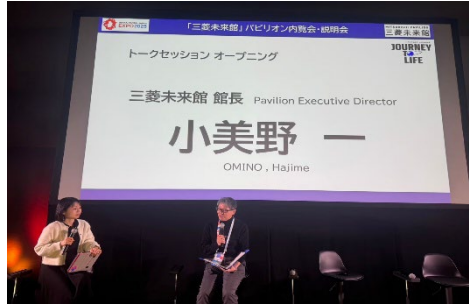 「三菱未来館」パビリオン内覧会・説明会
三菱未来館
JOURNEY
TO
LIFE
トークセッション オープニング
三菱未来館 館長 Pavilion Executive Director
小美野 一
OMINO , Hajime